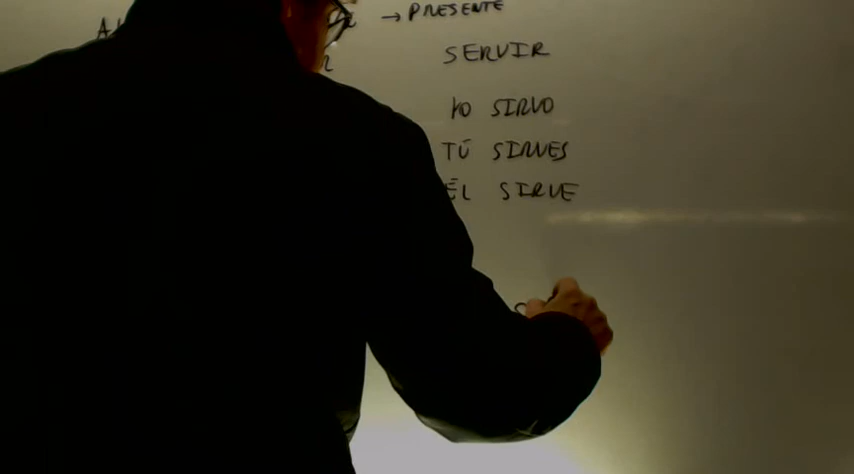 → PRESENTE
SERVIR
YO SIRVO
TÚ SIRVES
ÉL SIRVE